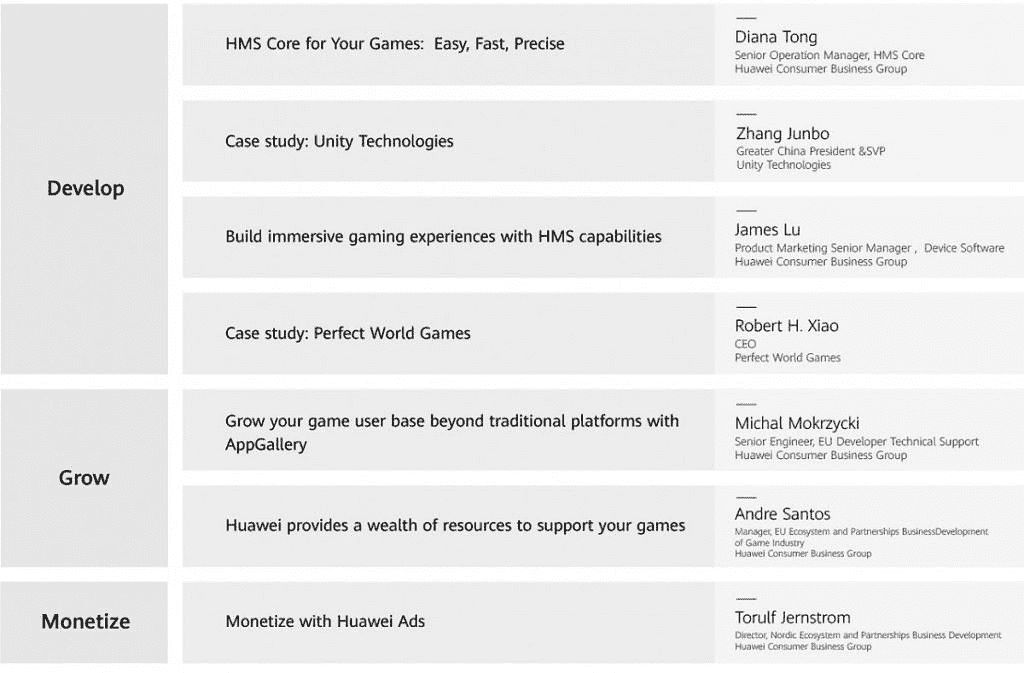 Develop
HMS Core for Your Games:  Easy, Fast, Precise
Diana Tong
Senior Operation Manager, HMS Core
Huawei Consumer Business Group
Case study: Unity Technologies
Zhang Junbo
Greater China President &SVP
Unity Technologies
Build immersive gaming experiences with HMS capabilities
James Lu
Product Marketing Senior Manager ,  Device Software
Huawei Consumer Business Group
Case study: Perfect World Games
Robert H. Xiao
CEO
Perfect World Games
Grow
Grow your game user base beyond traditional platforms with
AppGallery
Michal Mokrzycki
Senior Engineer, EU Developer Technical Support
Huawei Consumer Business Group
Huawei provides a wealth of resources to support your games
Andre Santos
Manager, EU Ecosystem and Partnerships BusinessDevelopment
of Game Industry
Huawei Consumer Business Group
Monetize
Monetize with Huawei Ads
Torulf Jernstrom
Director, Nordic Ecosystem and Partnerships Business Development
Huawei Consumer Business Group